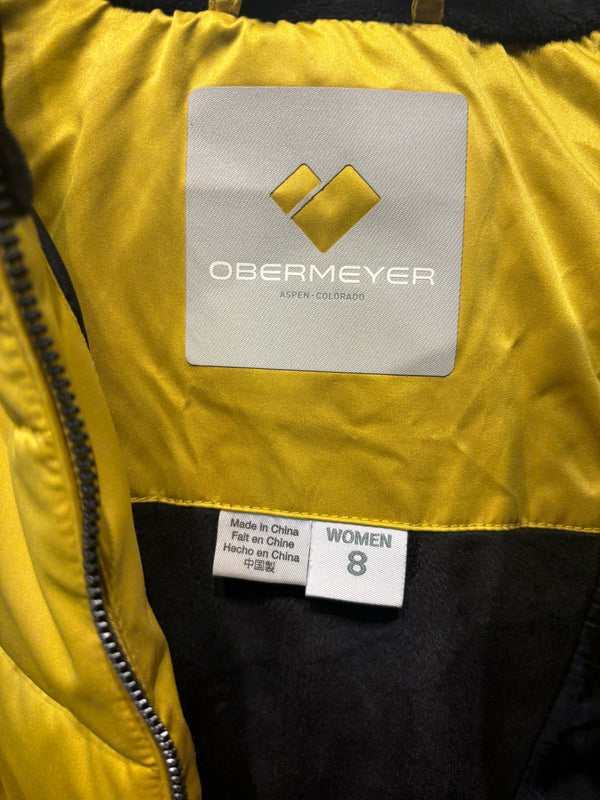 OBERMEYER
ASPEN - COLORADO
Made in China
Fait en Chine
Hecho en China
中国製
WOMEN
8